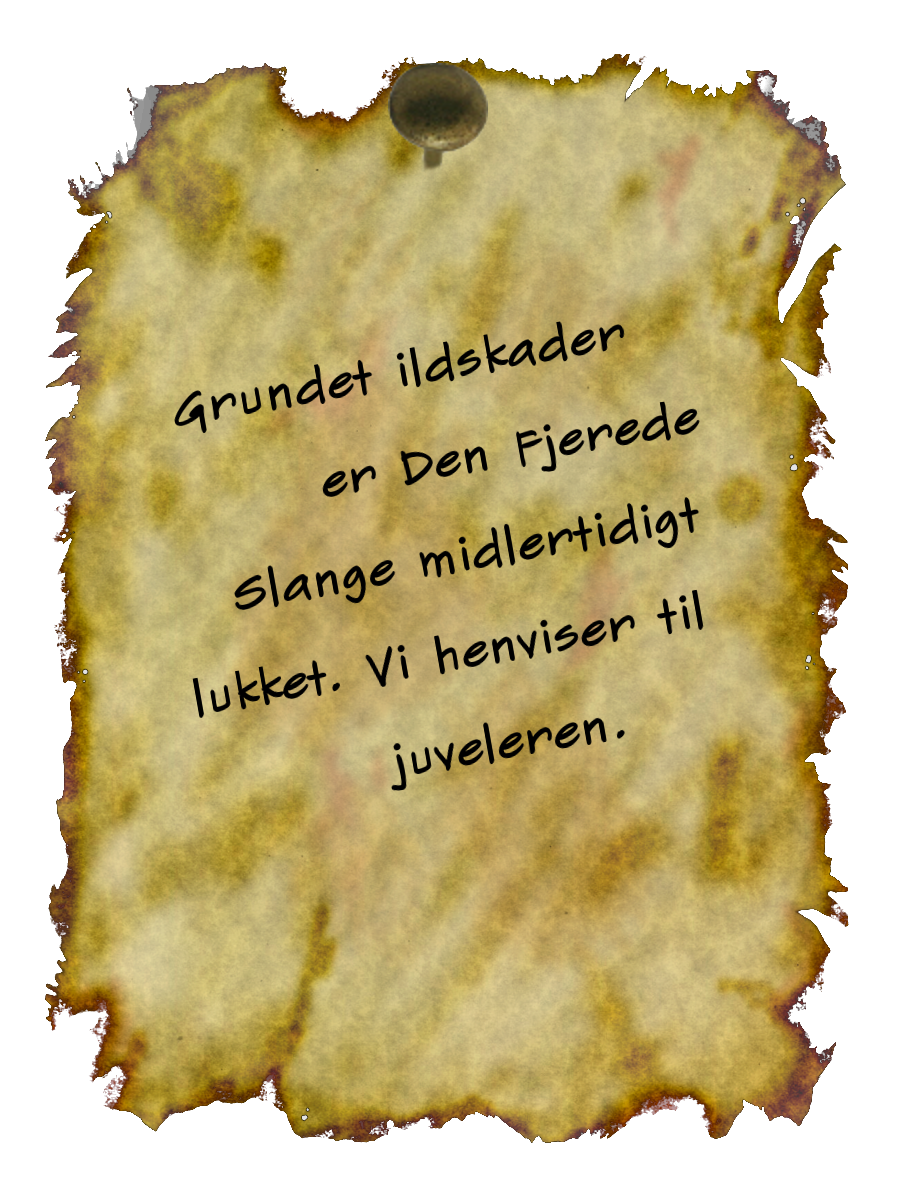 Grundet ildskader
er Den Fjerede
Slange midlertidigt
lukket. Vi henviser til
juveleren.